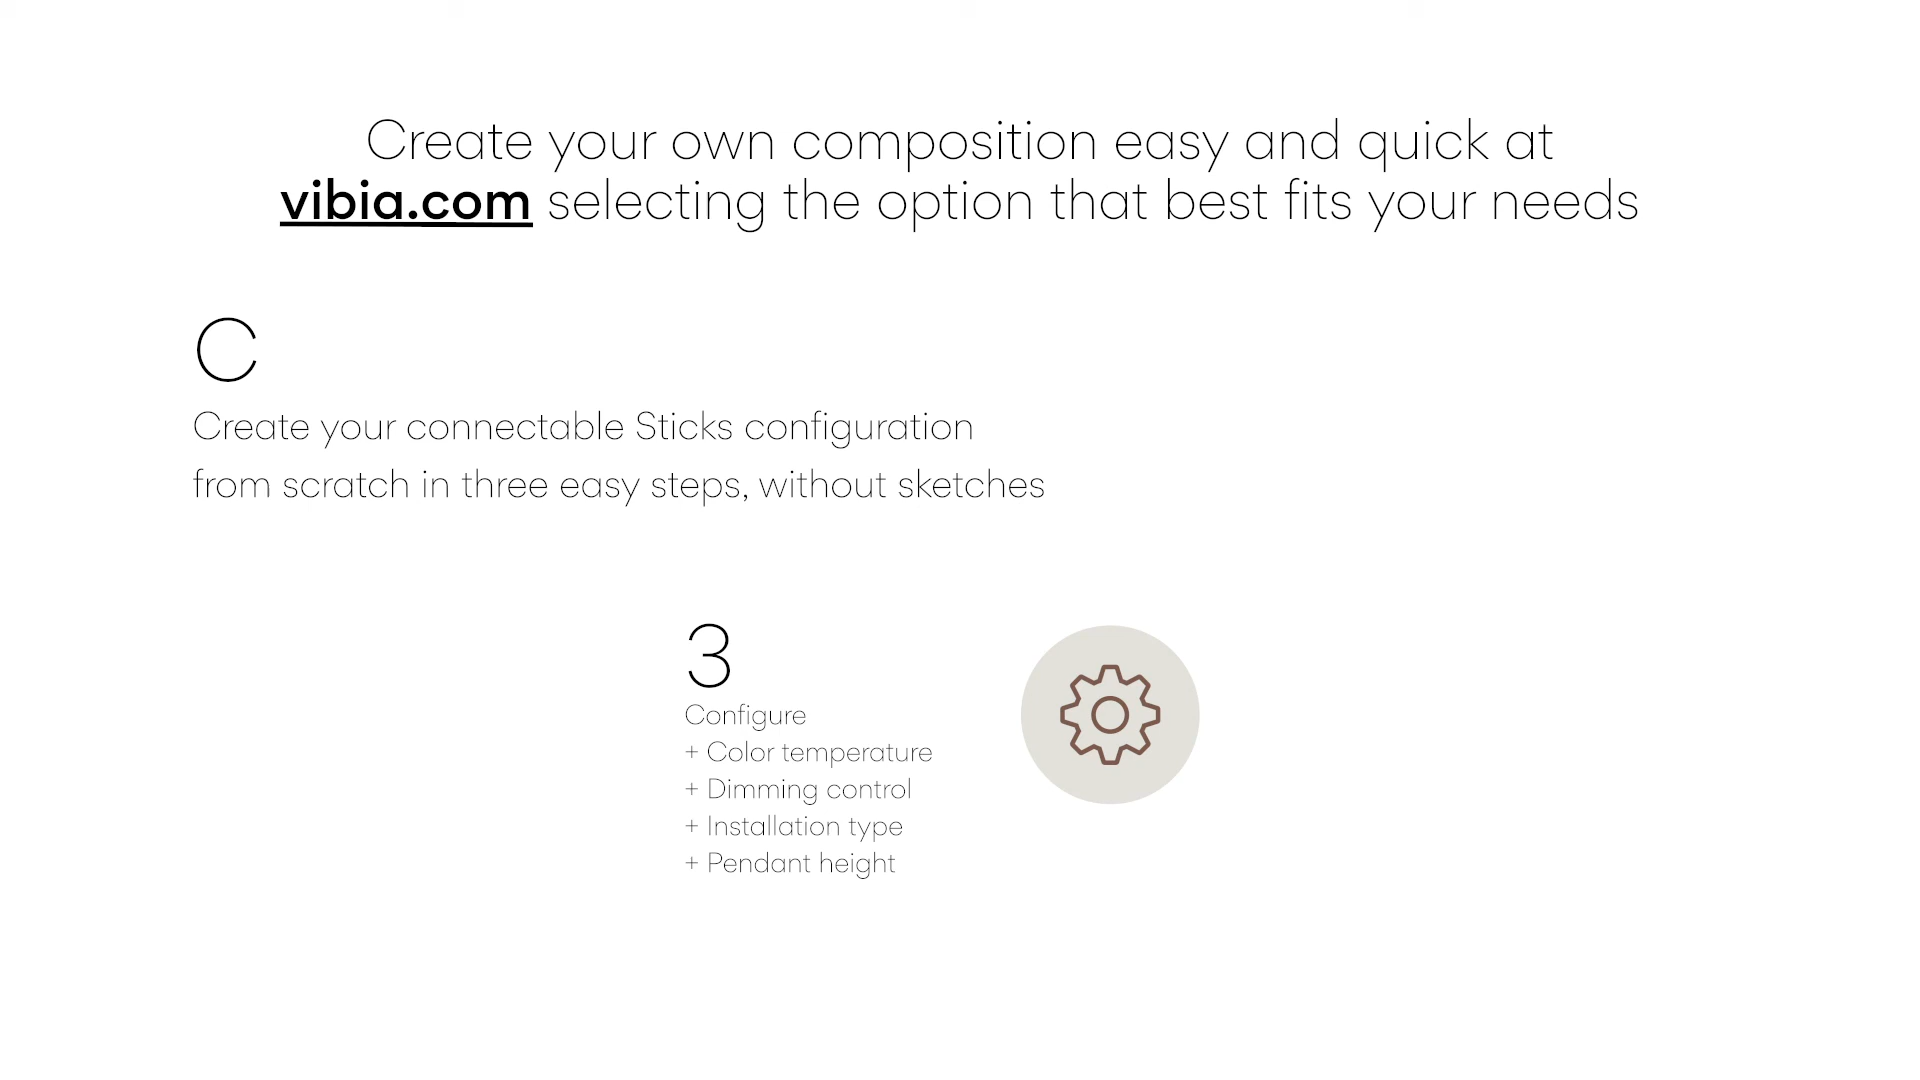 Create your own composition easy and quick at
vibia.com selecting the option that best fits your needs
C
Create your connectable Sticks configuration
from scratch in three easy steps, without sketches
3
Configure
+ Color temperature
+ Dimming control
+ Installation type
+ Pendant height